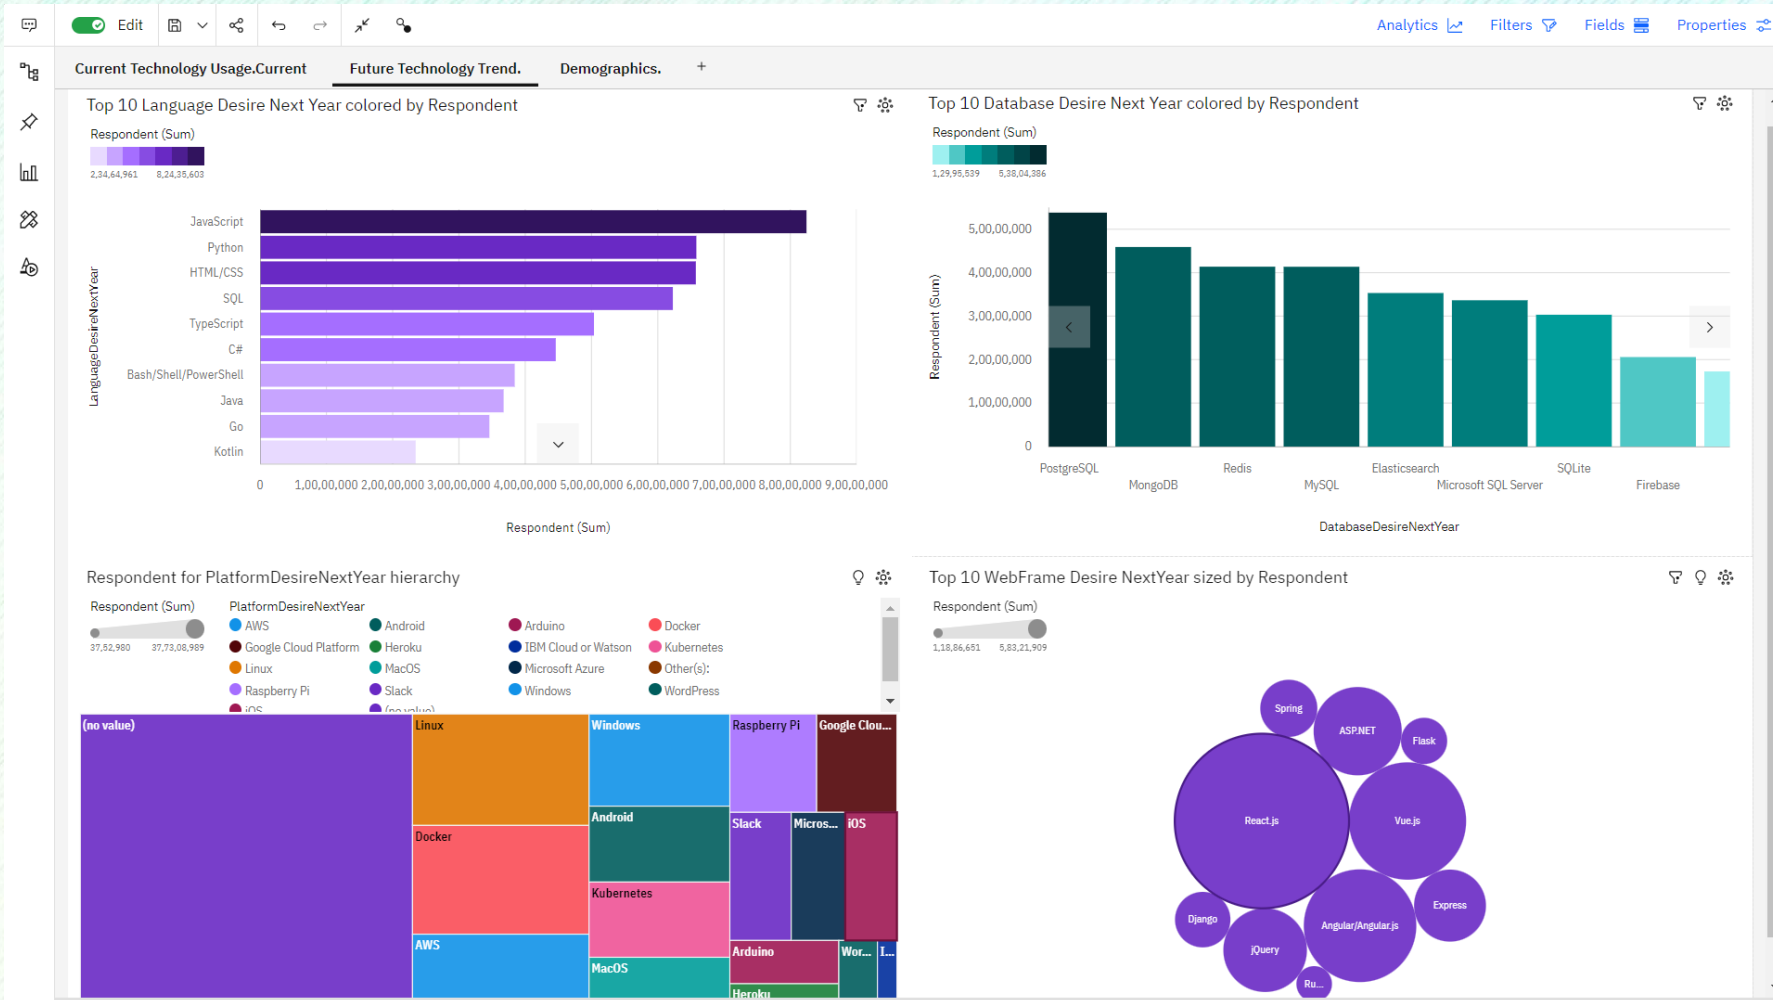 Edit
Analytics
Filters
Fields
Properties
Current Technology Usage.Current
Future Technology Trend.
Demographics.
+
Top 10 Language Desire Next Year colored by Respondent
Respondent (Sum)
2,34,64,961 8,24,35,603
LanguageDesireNextYear
JavaScript
Python
HTML/CSS
SQL
TypeScript
C#
Bash/Shell/PowerShell
Java
Go
Kotlin
0 1,00,00,000 2,00,00,000 3,00,00,000 4,00,00,000 5,00,00,000 6,00,00,000 7,00,00,000 8,00,00,000 9,00,00,000
Respondent (Sum)
Top 10 Database Desire Next Year colored by Respondent
Respondent (Sum)
1,29,95,539 5,38,04,386
Respondent (Sum)
5,00,00,000
4,00,00,000
3,00,00,000
2,00,00,000
1,00,00,000
0
PostgreSQL Redis Elasticsearch SQLite
MongoDB MySQL Microsoft SQL Server Firebase
DatabaseDesireNextYear
Respondent for PlatformDesireNextYear hierarchy
Respondent (Sum)
37,52,980 37,73,08,989
PlatformDesireNextYear
AWS Android Arduino Docker
Google Cloud Platform Heroku IBM Cloud or Watson Kubernetes
Linux MacOS Microsoft Azure Other(s):
Raspberry Pi Slack Windows WordPress
iOS (no value)
(no value)
Linux
Windows
Raspberry Pi
Google Clou...
Android
Slack
Micros...
iOS
Docker
Kubernetes
AWS
Arduino
Wor...
I...
MacOS
Heroku
Top 10 WebFrame Desire NextYear sized by Respondent
Respondent (Sum)
1,18,86,651 5,83,21,909
Spring
ASP.NET
Flask
React.js
Vue.js
Express
Django
Angular/Angular.js
jQuery
Ru...